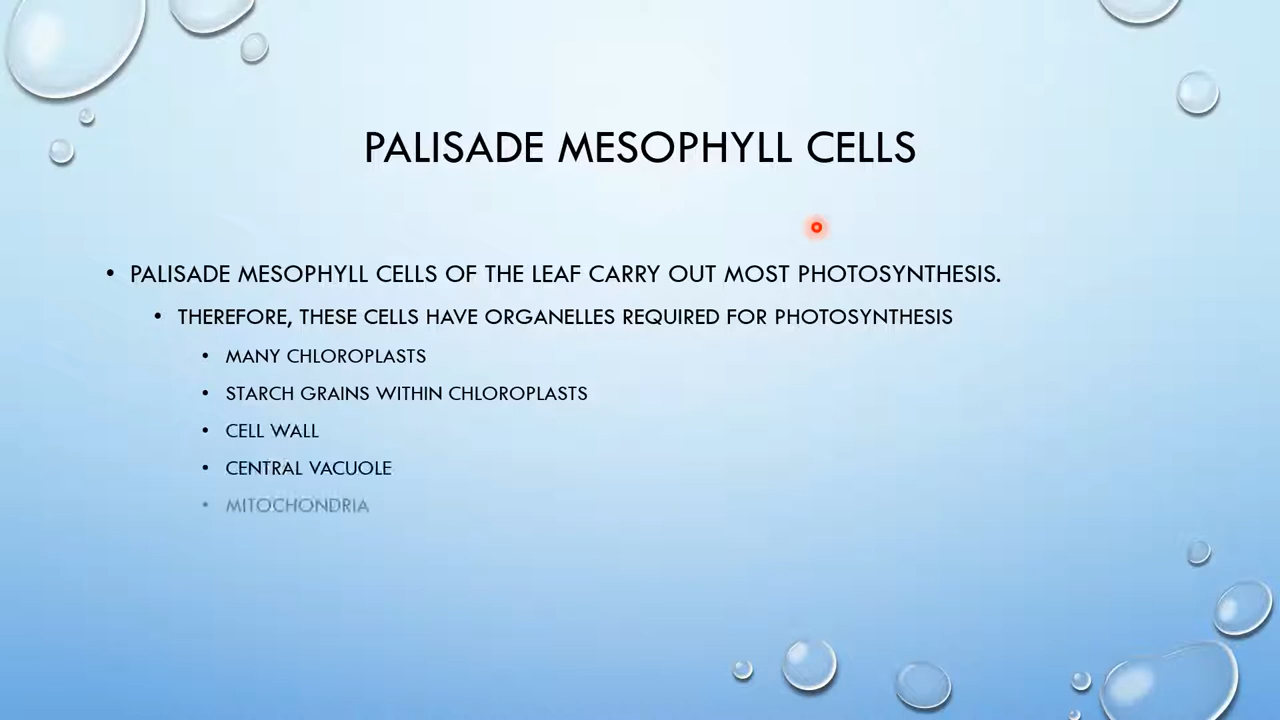 PALISADE MESOPHYLL CELLS
• PALISADE MESOPHYLL CELLS OF THE LEAF CARRY OUT MOST PHOTOSYNTHESIS.
• THEREFORE, THESE CELLS HAVE ORGANELLES REQUIRED FOR PHOTOSYNTHESIS
• MANY CHLOROPLASTS
• STARCH GRAINS WITHIN CHLOROPLASTS
• CELL WALL
• CENTRAL VACUOLE
• MITOCHONDRIA